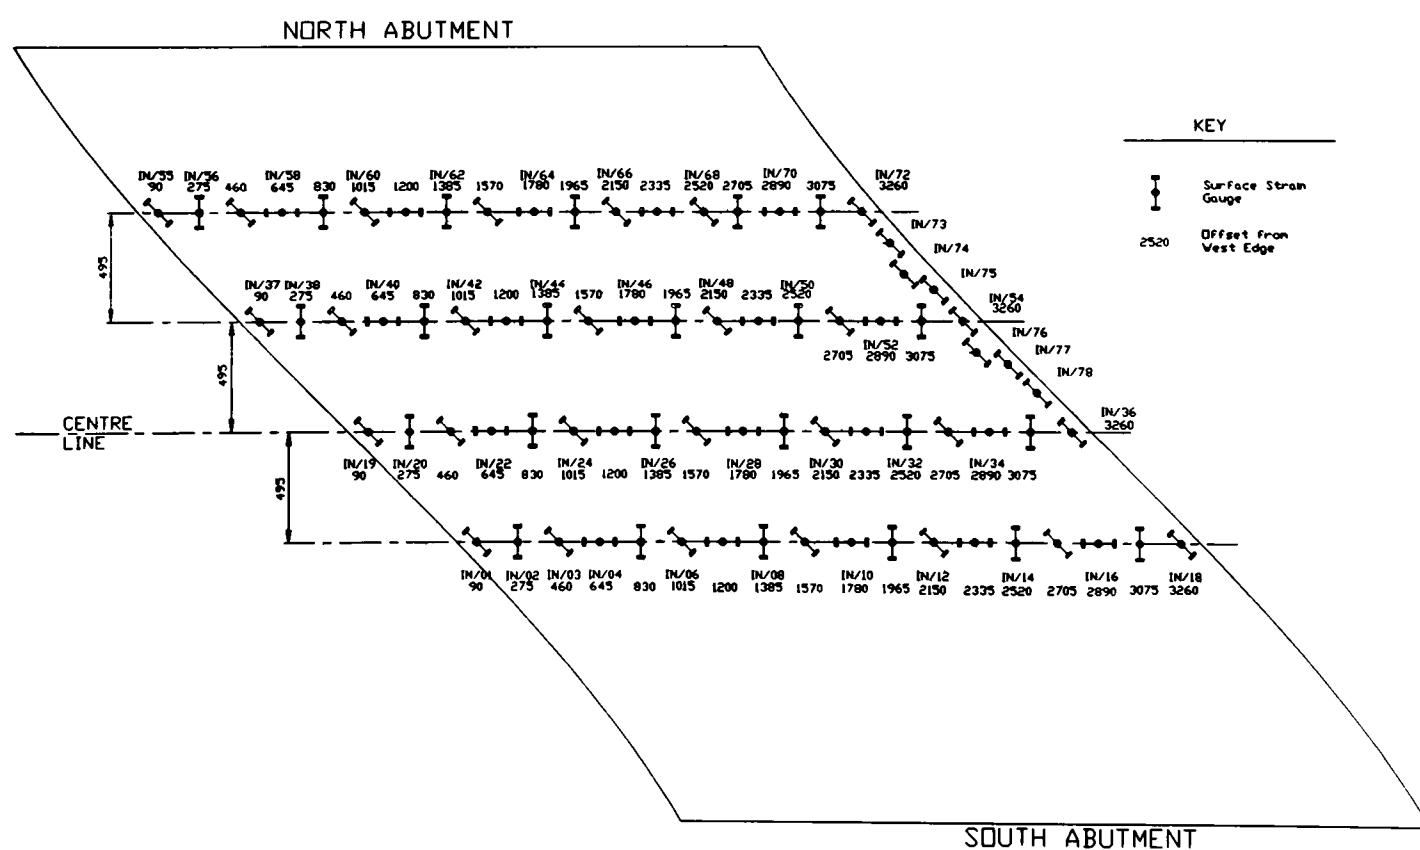 NORTH ABUTMENT
KEY
Surface Strain
Gauge
2520
Offset from
West Edge
IN/55 IN/56 IN/58 IN/60 IN/62 IN/64 IN/66 IN/68 IN/70 IN/72
90 275 460 645 830 1015 1200 1385 1570 1780 1965 2150 2335 2520 2705 2890 3075 3260
IN/73
IN/74
IN/75
495
IN/37 IN/38 IN/40 IN/42 IN/44 IN/46 IN/48 IN/50 IN/54
90 275 460 645 830 1015 1200 1385 1570 1780 1965 2150 2335 2520 3260
IN/76
IN/52
2705 2890 3075
IN/77
IN/78
495
CENTRE
LINE
IN/36
3260
IN/19 IN/20 IN/22 IN/24 IN/26 IN/28 IN/30 IN/32 IN/34
90 275 460 645 830 1015 1200 1385 1570 1780 1965 2150 2335 2520 2705 2890 3075
495
IN/01 IN/02 IN/03 IN/04 IN/06 IN/08 IN/10 IN/12 IN/14 IN/16 IN/18
90 275 460 645 830 1015 1200 1385 1570 1780 1965 2150 2335 2520 2705 2890 3075 3260
SOUTH ABUTMENT